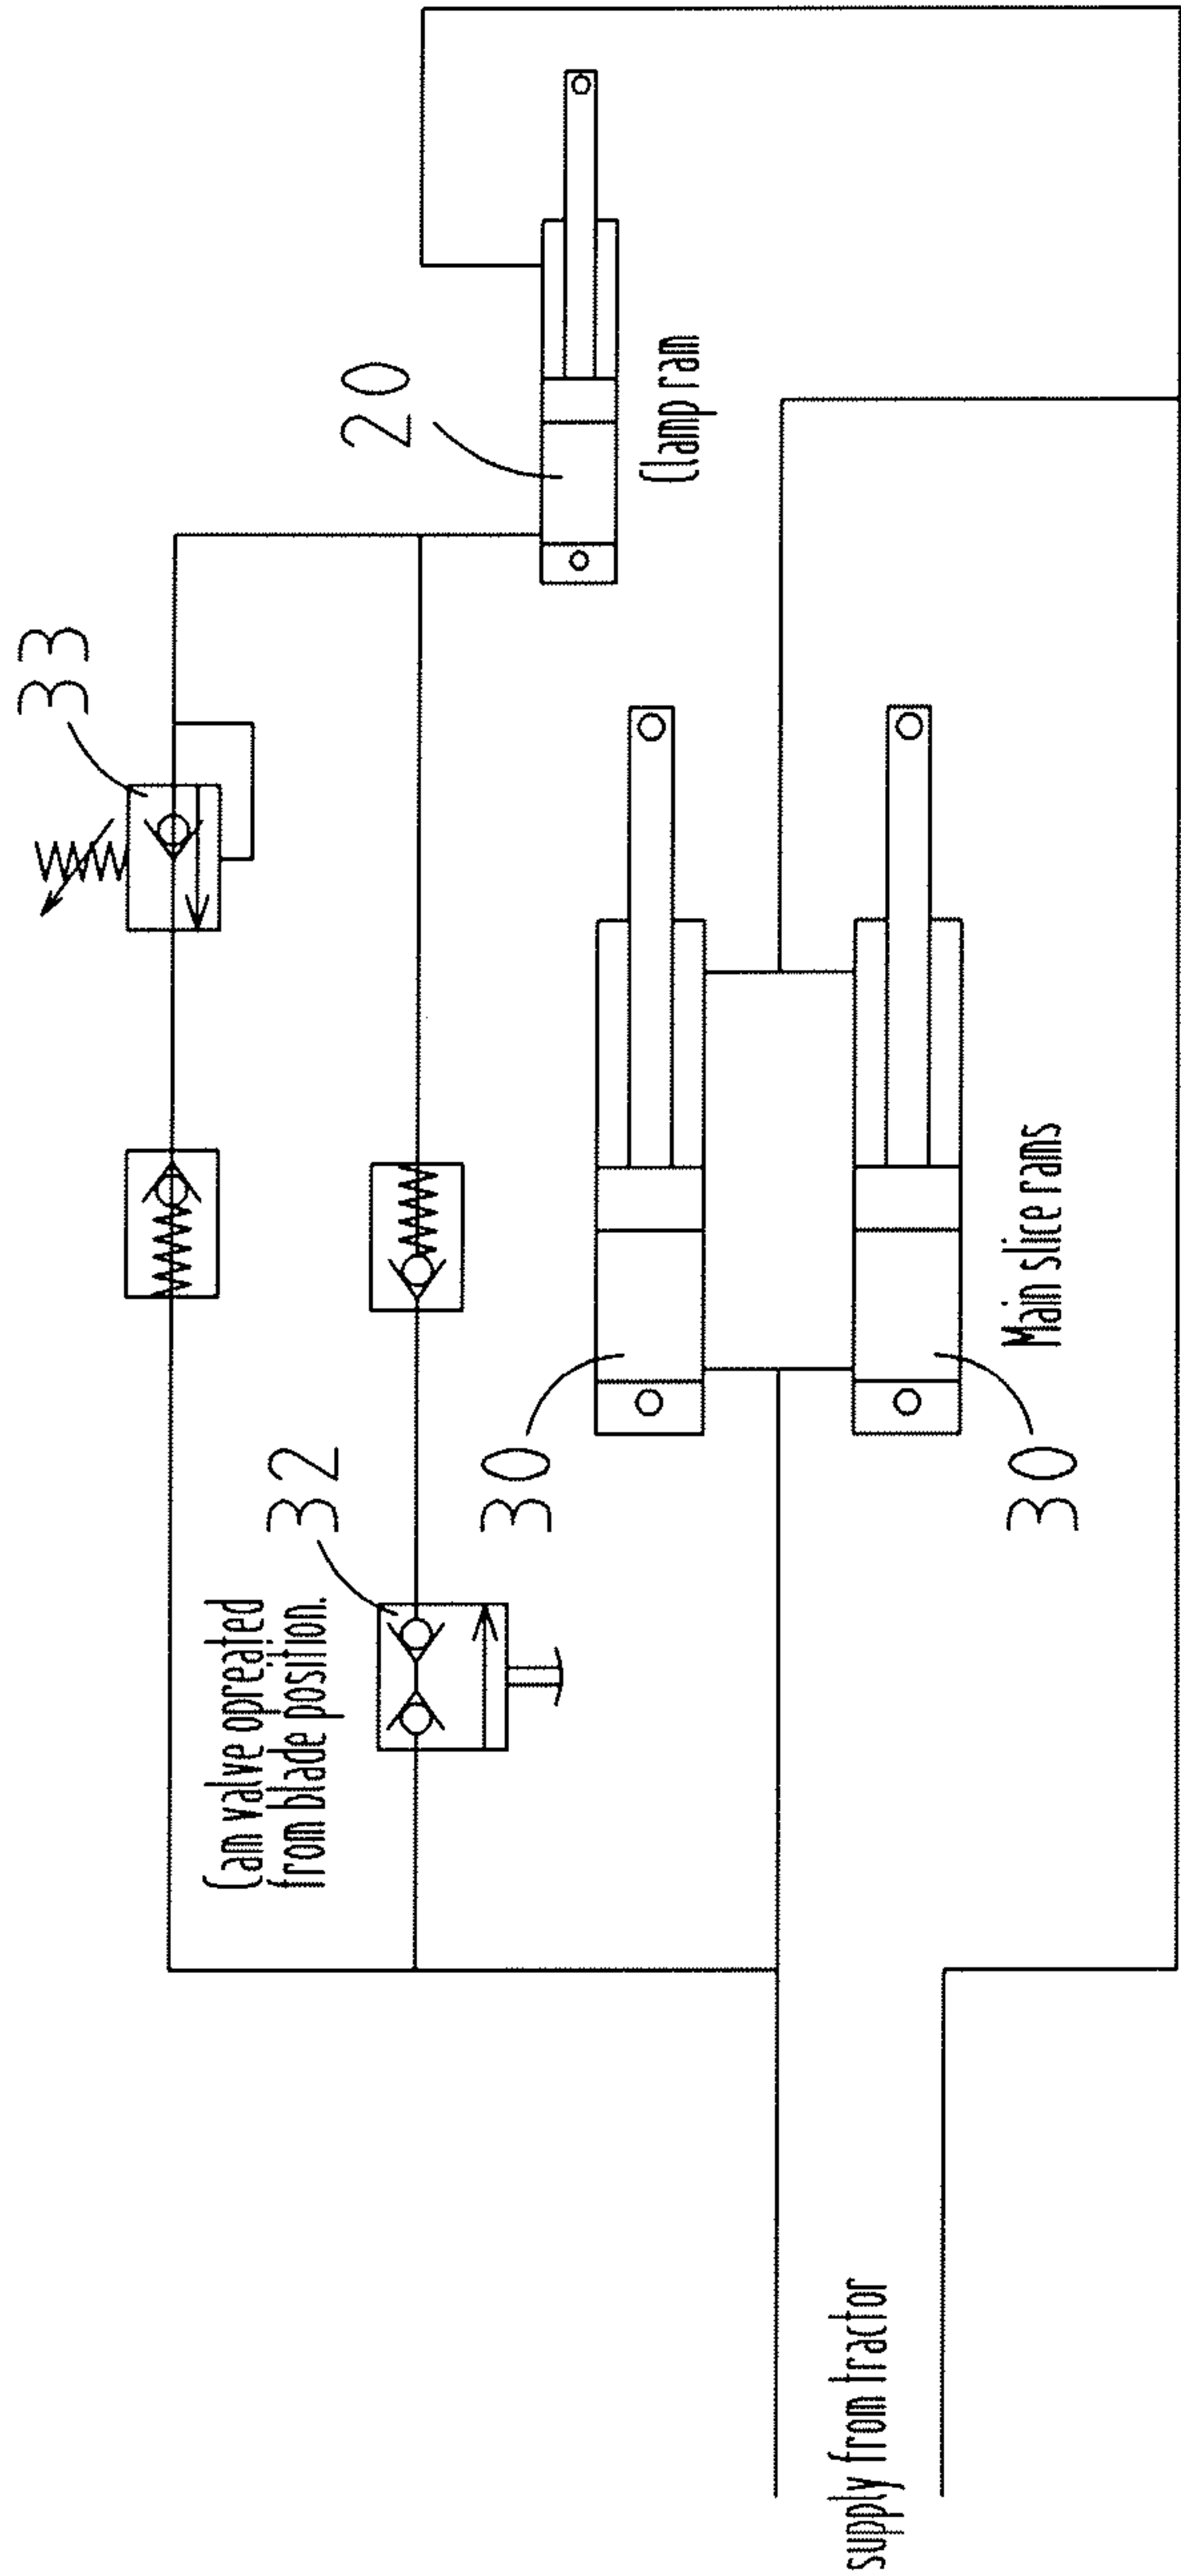 33
20
Clamp ram
32
Cam valve opreated
from blade position.
30
30
Main slice rams
supply from tractor